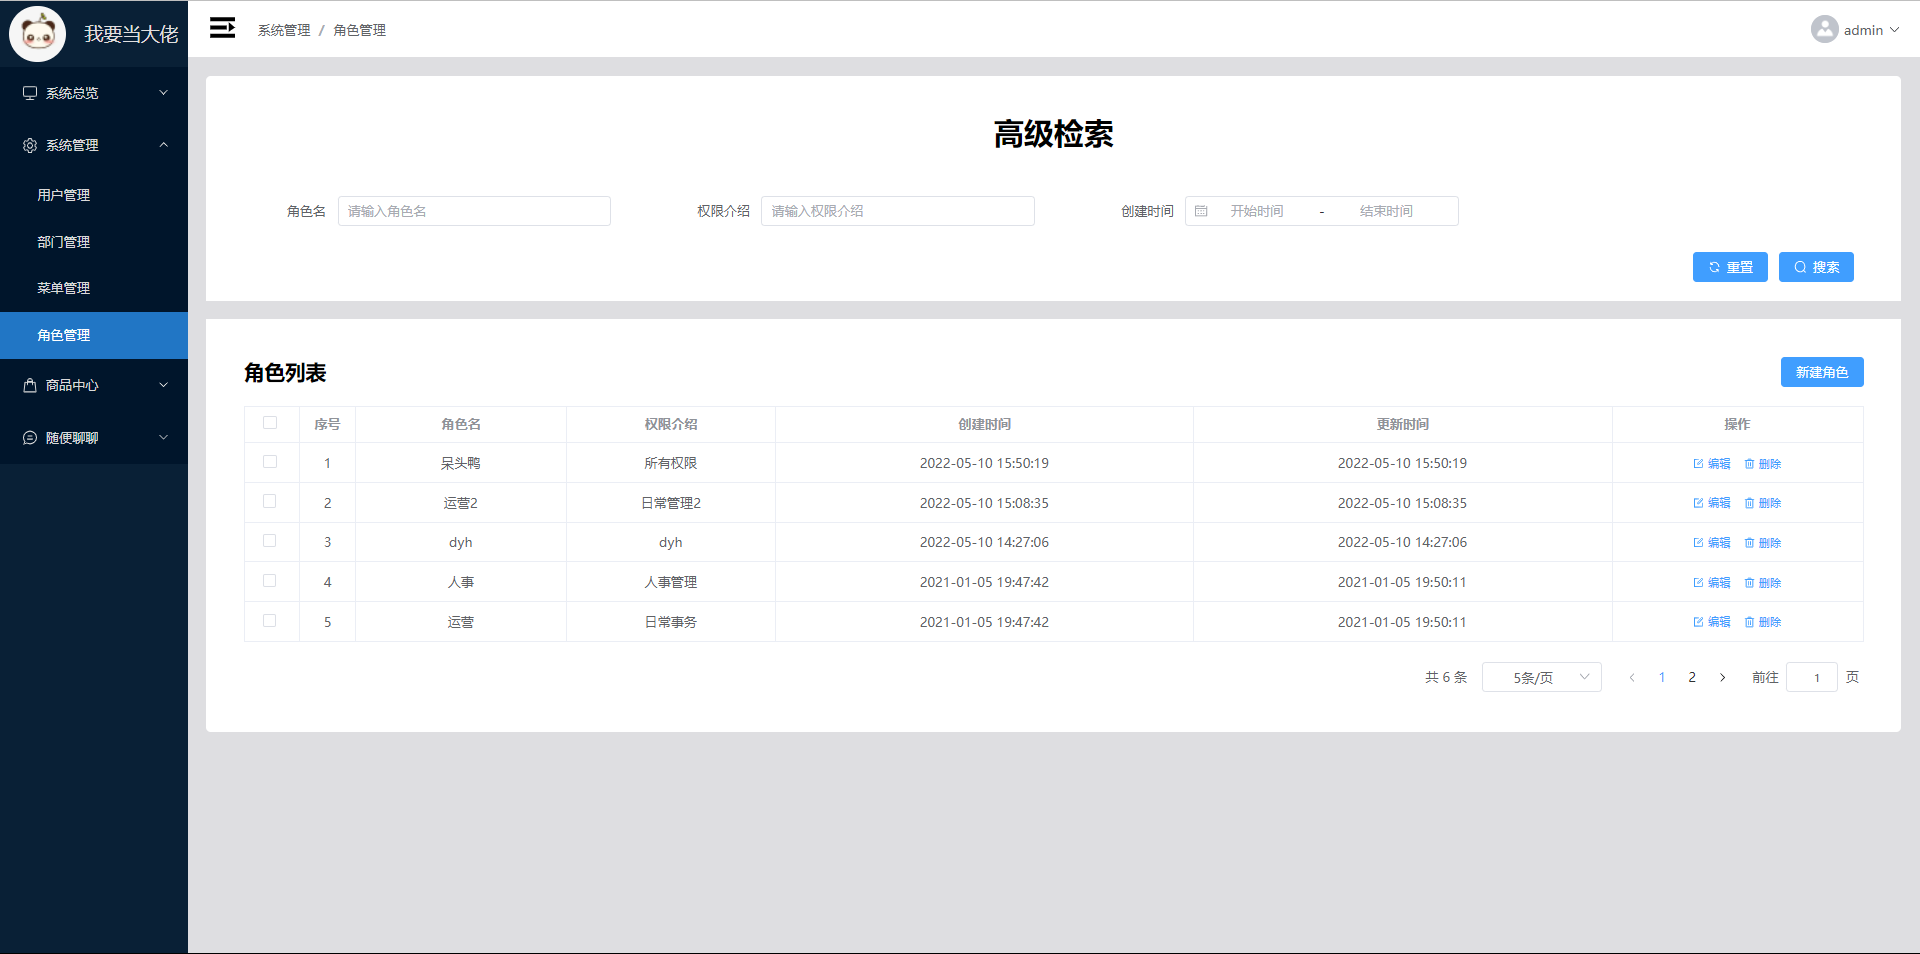 我要当大佬
系统管理 / 角色管理
admin
系统总览
系统管理
用户管理
部门管理
菜单管理
角色管理
商品中心
随便聊聊
高级检索
角色名 请输入角色名 权限介绍 请输入权限介绍 创建时间 开始时间 - 结束时间
重置 搜索
角色列表 新建角色
序号 角色名 权限介绍 创建时间 更新时间 操作
1 呆头鸭 所有权限 2022-05-10 15:50:19 2022-05-10 15:50:19 编辑 删除
2 运营2 日常管理2 2022-05-10 15:08:35 2022-05-10 15:08:35 编辑 删除
3 dyh dyh 2022-05-10 14:27:06 2022-05-10 14:27:06 编辑 删除
4 人事 人事管理 2021-01-05 19:47:42 2021-01-05 19:50:11 编辑 删除
5 运营 日常事务 2021-01-05 19:47:42 2021-01-05 19:50:11 编辑 删除
共 6 条 5条/页 1 2 前往 1 页